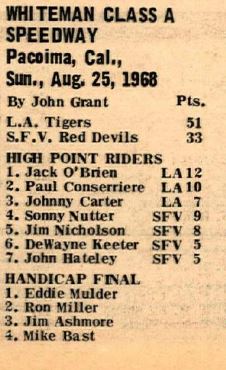 WHITEMAN CLASS A
SPEEDWAY
Pacoima, Cal.,
Sun., Aug. 25, 1968
By John Grant Pts.
L.A. Tigers 51
S.F.V. Red Devils 33
HIGH POINT RIDERS
1. Jack O'Brien LA 12
2. Paul Conserriere LA 10
3. Johnny Carter LA 7
4. Sonny Nutter SFV 9
5. Jim Nicholson SFV 8
6. DeWayne Keeter SFV 5
7. John Hateley SFV 5
HANDICAP FINAL
1. Eddie Mulder
2. Ron Miller
3. Jim Ashmore
4. Mike Bast